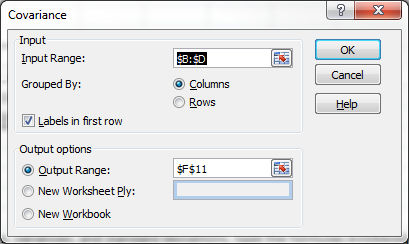 Covariance
Input
Input Range: $B:$D
Grouped By: Columns
Rows
Labels in first row
Output options
Output Range: $F$11
New Worksheet Ply:
New Workbook
OK
Cancel
Help